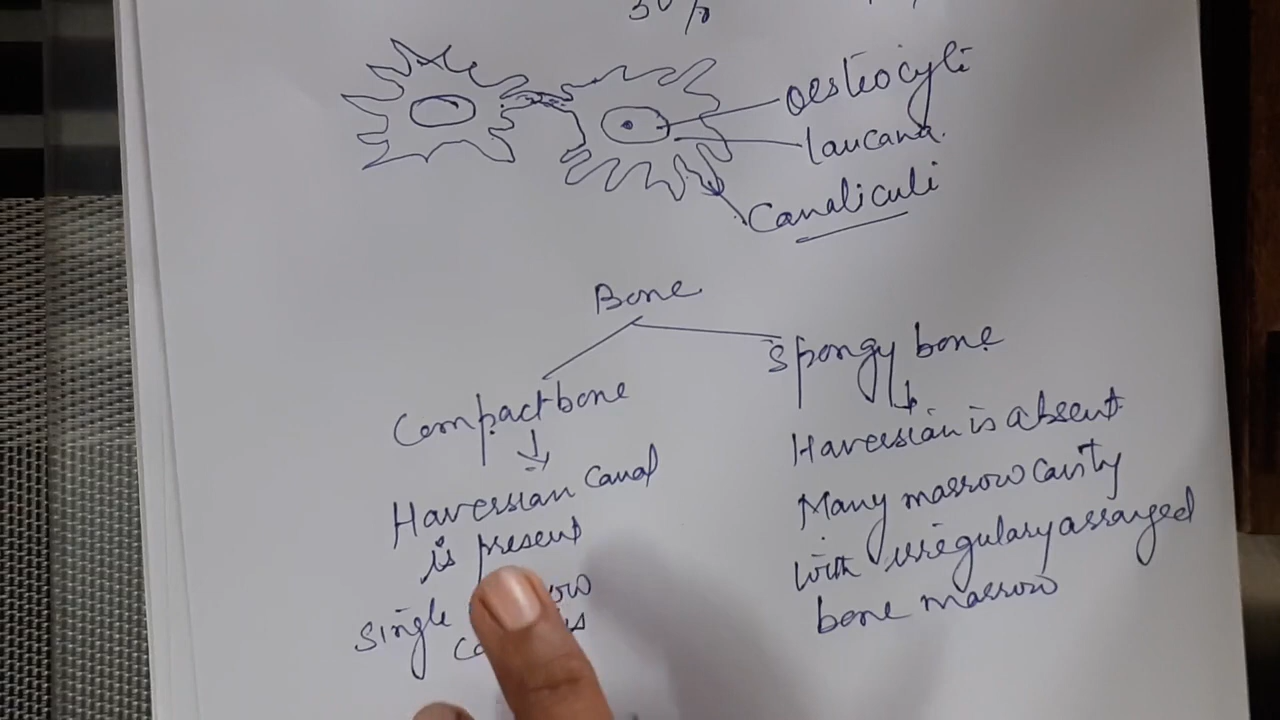 Oesteocyte
laucana.
Canaliculi
Bone
Compact bone
Spongy bone
Haversian canal
is present
Single
Haversian is absent
Many marrow cavity
with irregulary arranged
bone marrow